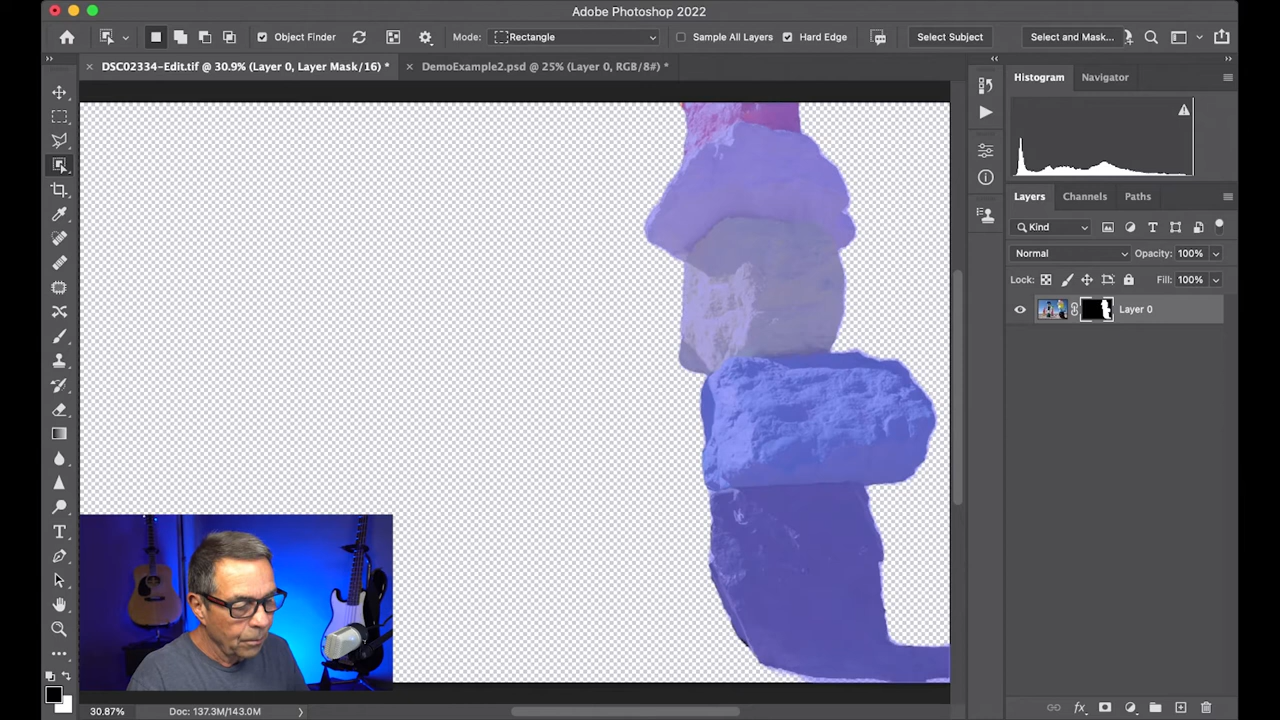 Adobe Photoshop 2022
Object Finder
Mode: Rectangle
Sample All Layers
Hard Edge
Select Subject
Select and Mask...
DSC02334-Edit.tif @ 30.9% (Layer 0, Layer Mask/16) *
DemoExample2.psd @ 25% (Layer 0, RGB/8#) *
Histogram
Navigator
Layers
Channels
Paths
Kind
Normal
Opacity: 100%
Lock:
Fill: 100%
Layer 0
30.87%
Doc: 137.3M/143.0M